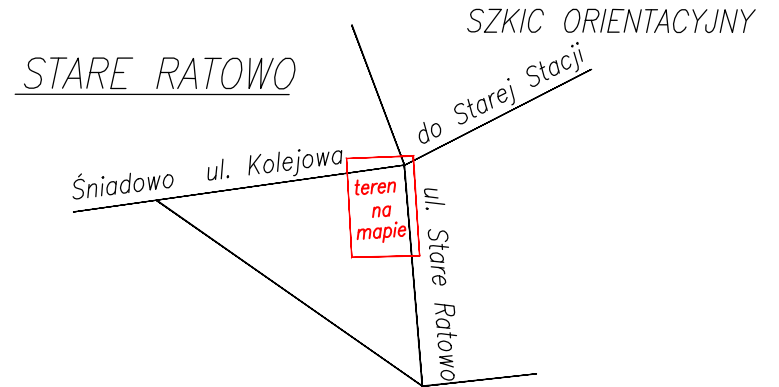 SZKIC ORIENTACYJNY
STARE RATOWO
do Starej Stacji
Śniadowo ul. Kolejowa
teren
na
mapie
ul. Stare Ratowo